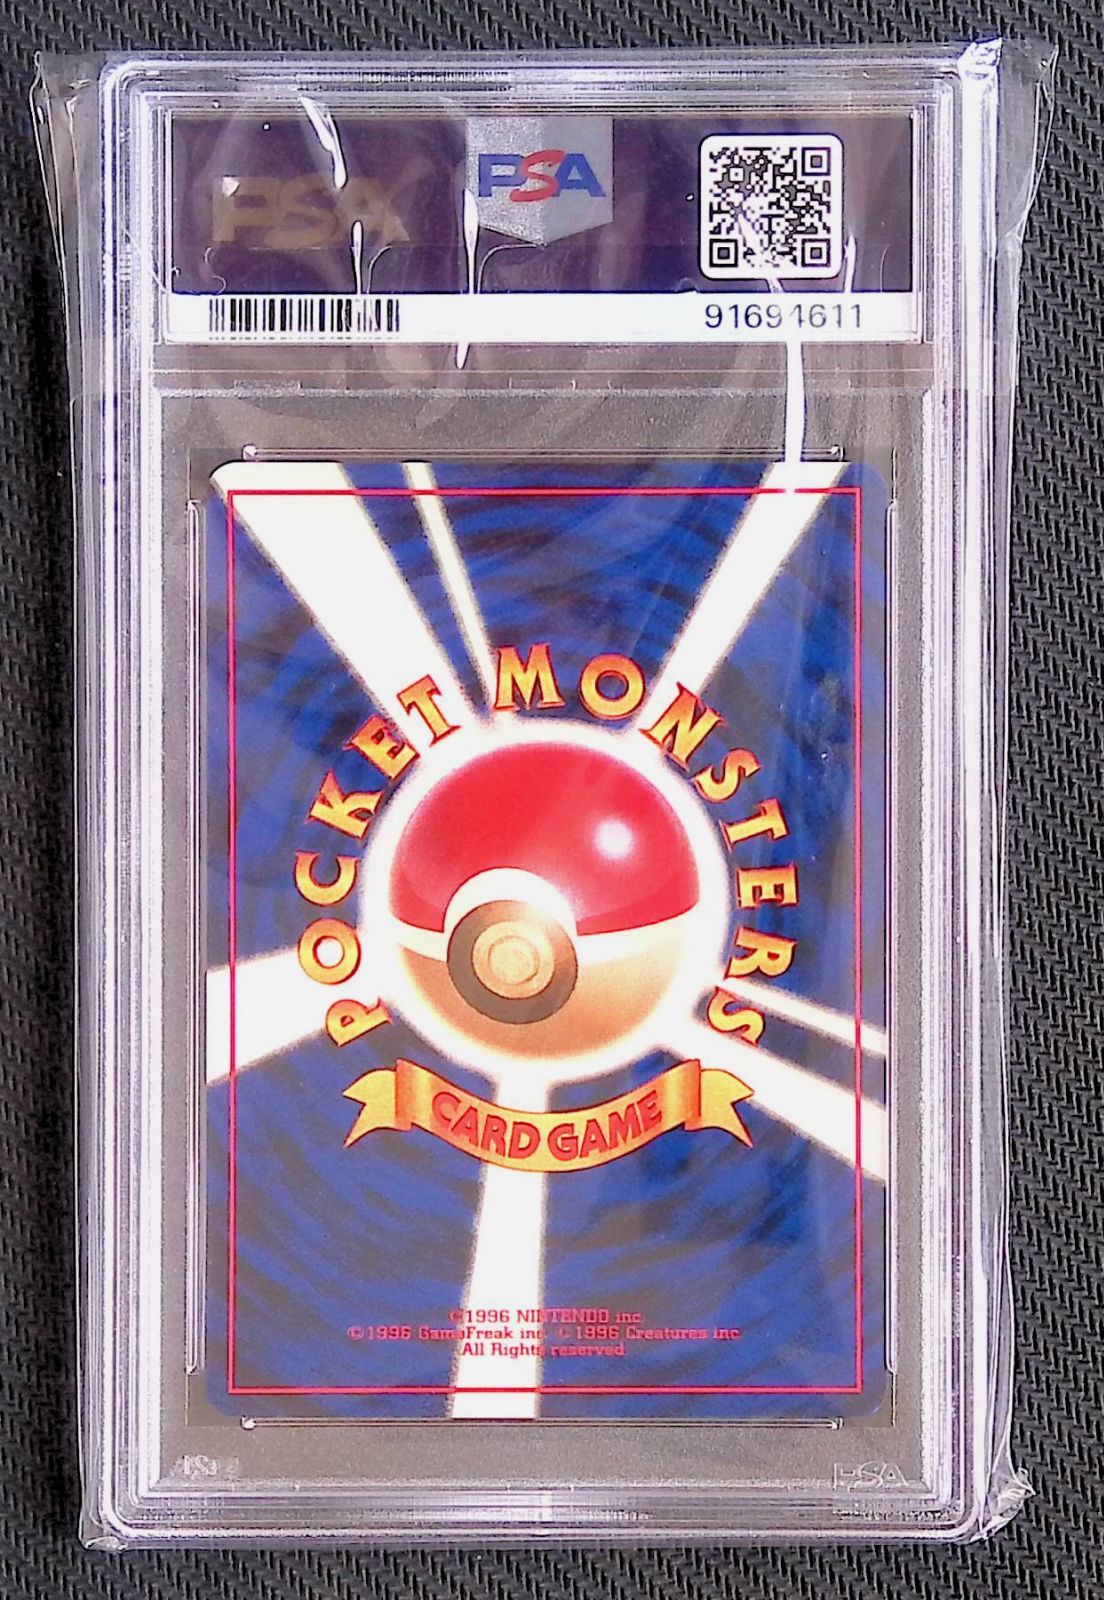 PSA
PSA
91694611
POCKET MONSTERS
CARD GAME
©1996 NINTENDO inc.
©1996 GameFreak inc. ©1996 Creatures inc
All Rights reserved
PSA